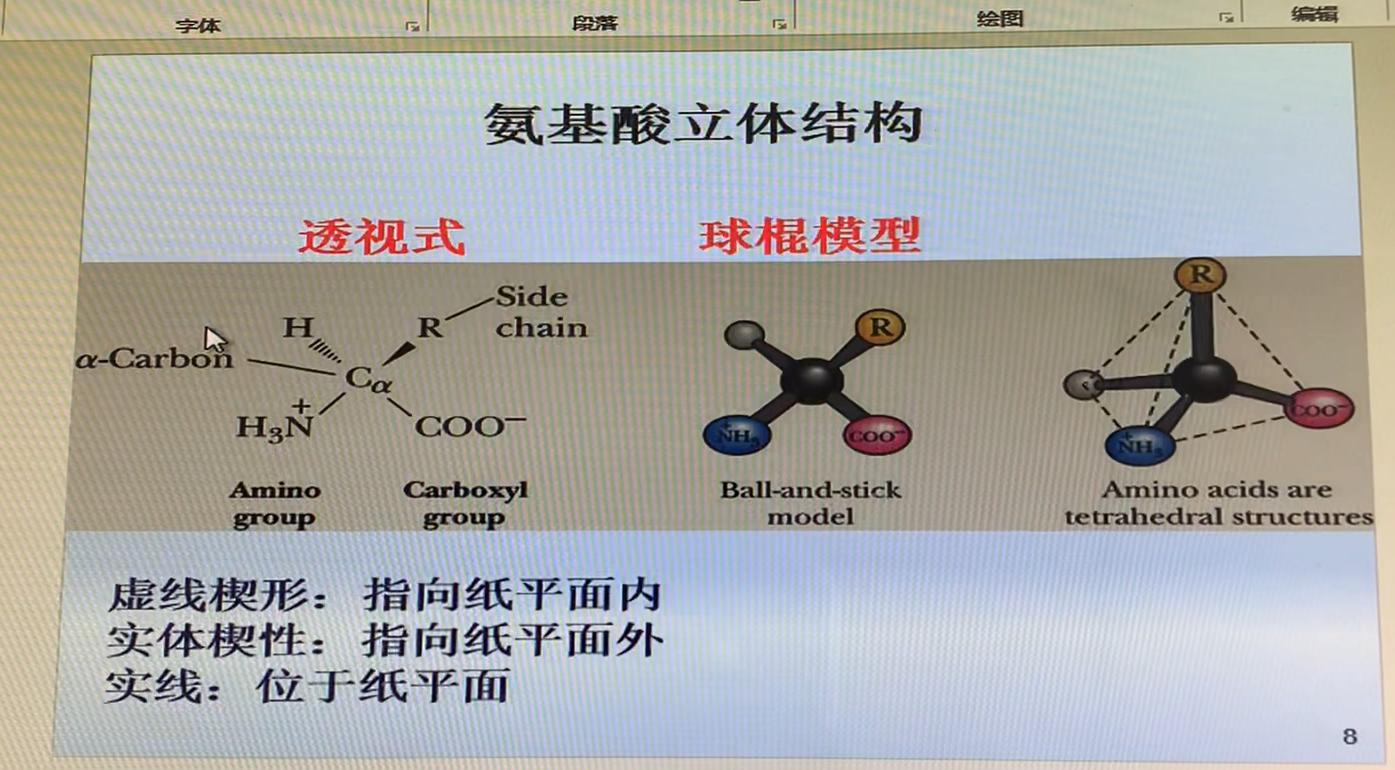 字体 段落 绘图 编辑
氨基酸立体结构
透视式 球棍模型
Side
chain
H R
α-Carbon
Cα
H₃N⁺ COO⁻
Amino
group
Carboxyl
group
R
NH₃⁺ COO⁻
Ball-and-stick
model
R
COO⁻
NH₃⁺
Amino acids are
tetrahedral structures
虚线楔形：指向纸平面内
实体楔性：指向纸平面外
实线：位于纸平面
8